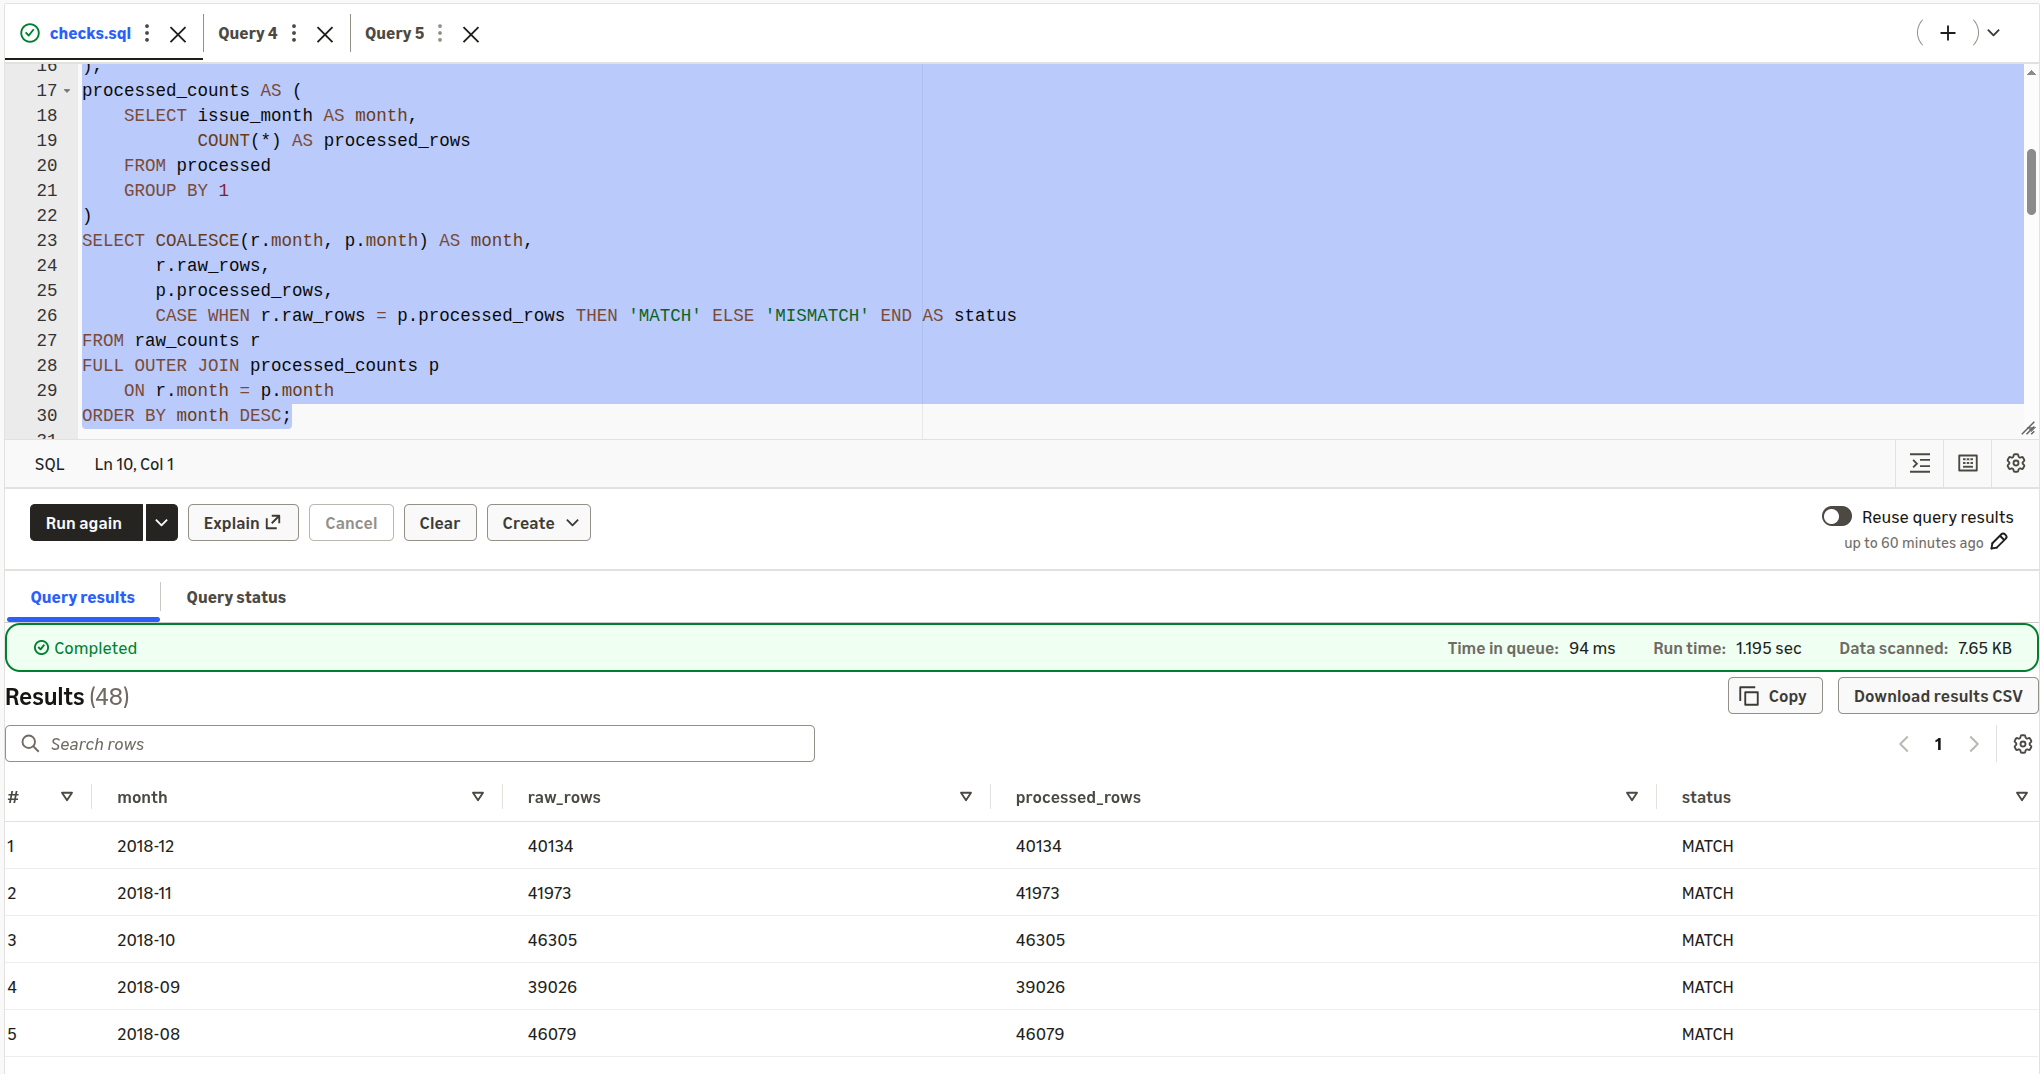 checks.sql
Query 4
Query 5
16 ),
17 processed_counts AS (
18     SELECT issue_month AS month,
19            COUNT(*) AS processed_rows
20     FROM processed
21     GROUP BY 1
22 )
23 SELECT COALESCE(r.month, p.month) AS month,
24        r.raw_rows,
25        p.processed_rows,
26        CASE WHEN r.raw_rows = p.processed_rows THEN 'MATCH' ELSE 'MISMATCH' END AS status
27 FROM raw_counts r
28 FULL OUTER JOIN processed_counts p
29     ON r.month = p.month
30 ORDER BY month DESC;
31
SQL Ln 10, Col 1
Run again Explain Cancel Clear Create Reuse query results
up to 60 minutes ago
Query results Query status
Completed Time in queue: 94 ms Run time: 1.195 sec Data scanned: 7.65 KB
Results (48) Copy Download results CSV
Search rows 1
# month raw_rows processed_rows status
1 2018-12 40134 40134 MATCH
2 2018-11 41973 41973 MATCH
3 2018-10 46305 46305 MATCH
4 2018-09 39026 39026 MATCH
5 2018-08 46079 46079 MATCH